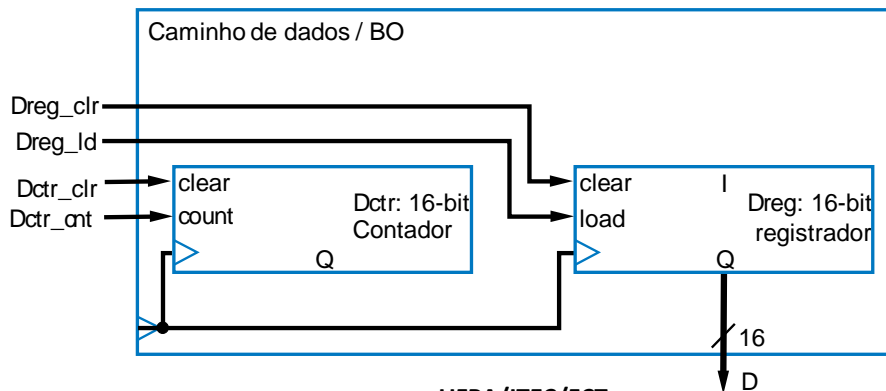 Caminho de dados / BO
Dreg_clr
Dreg_ld
Dctr_clr
Dctr_cnt
clear
count
Dctr: 16-bit
Contador
Q
clear
load
I
Dreg: 16-bit
registrador
Q
16
D